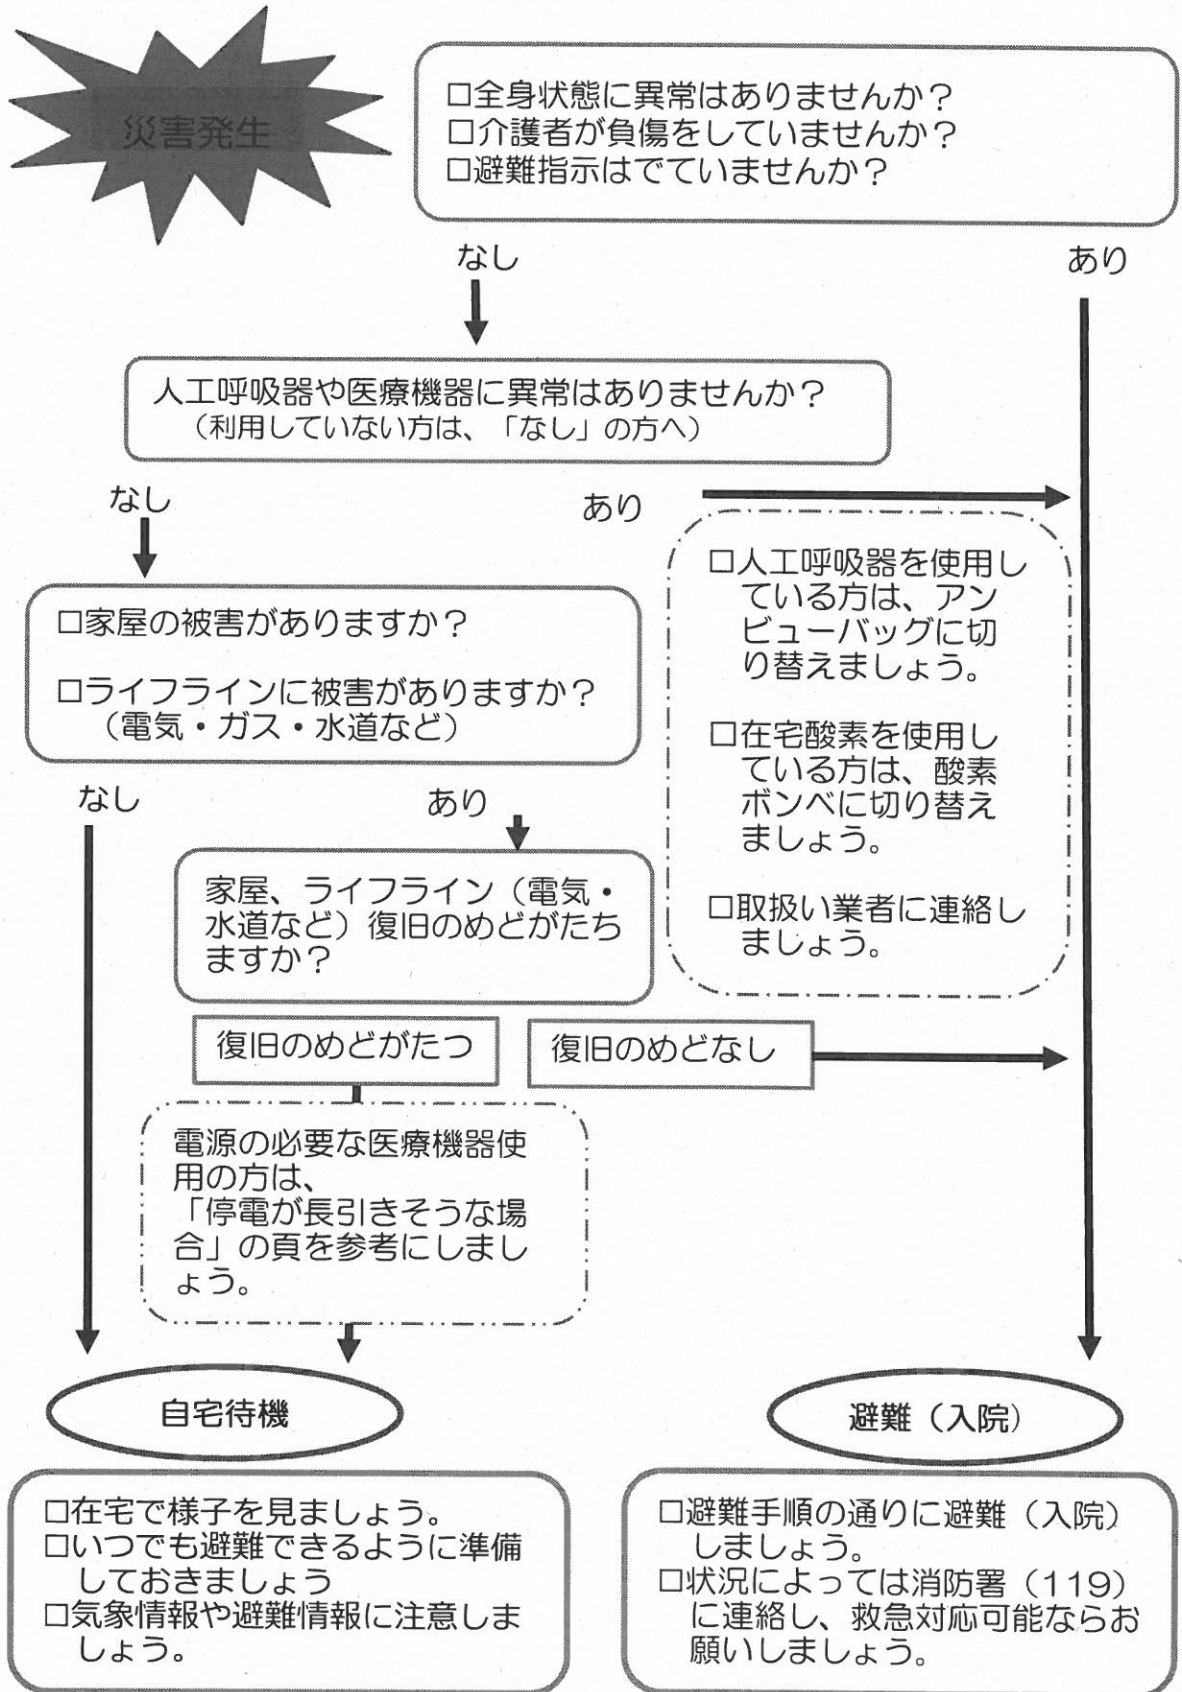 災害発生
□全身状態に異常はありませんか？
□介護者が負傷をしていませんか？
□避難指示はでていませんか？
なし
あり
人工呼吸器や医療機器に異常はありませんか？
（利用していない方は、「なし」の方へ）
なし
あり
□人工呼吸器を使用し
ている方は、アン
ビューバッグに切
り替えましょう。
□在宅酸素を使用し
ている方は、酸素
ボンベに切り替え
ましょう。
□取扱い業者に連絡し
ましょう。
□家屋の被害がありますか？
□ライフラインに被害がありますか？
（電気・ガス・水道など）
なし
あり
家屋、ライフライン（電気・
水道など）復旧のめどがたち
ますか？
復旧のめどがたつ
復旧のめどなし
電源の必要な医療機器使
用の方は、
「停電が長引きそうな場
合」の頁を参考にしまし
ょう。
自宅待機
避難（入院）
□在宅で様子を見ましょう。
□いつでも避難できるように準備
しておきましょう
□気象情報や避難情報に注意しま
しょう。
□避難手順の通りに避難（入院）
しましょう。
□状況によっては消防署（119）
に連絡し、救急対応可能ならお
願いしましょう。